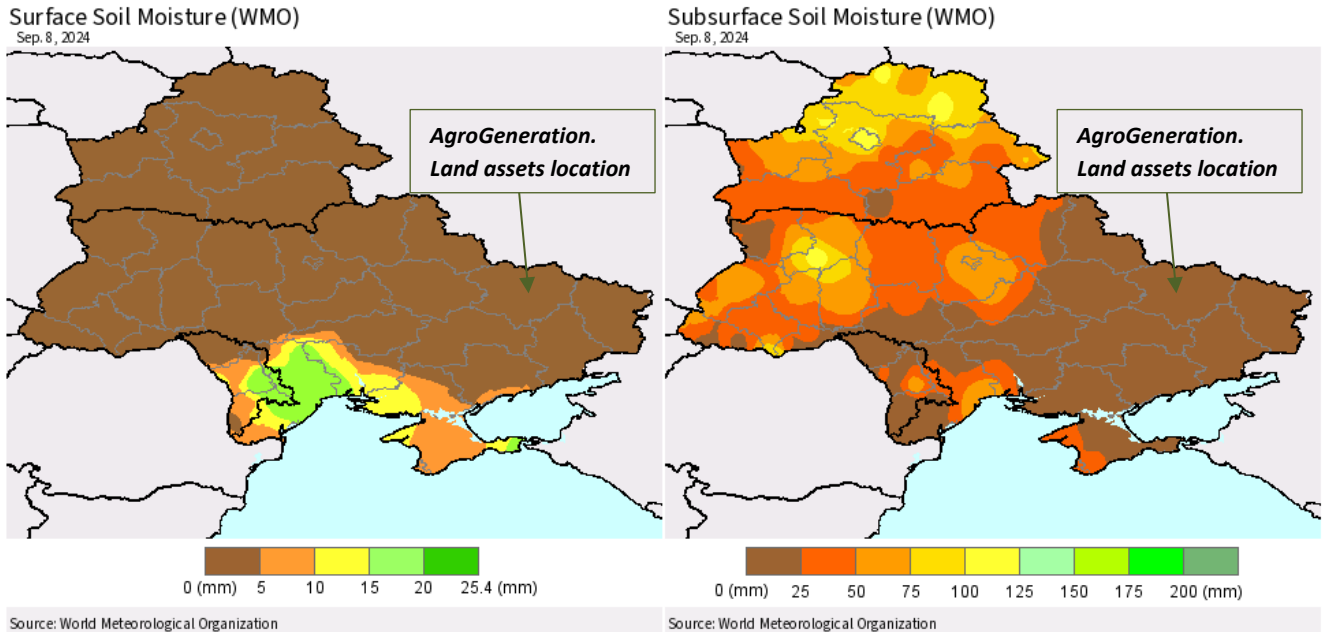 Surface Soil Moisture (WMO)
Sep. 8, 2024
AgroGeneration.
Land assets location
0 (mm) 5 10 15 20 25.4 (mm)
Source: World Meteorological Organization
Subsurface Soil Moisture (WMO)
Sep. 8, 2024
AgroGeneration.
Land assets location
0 (mm) 25 50 75 100 125 150 175 200 (mm)
Source: World Meteorological Organization